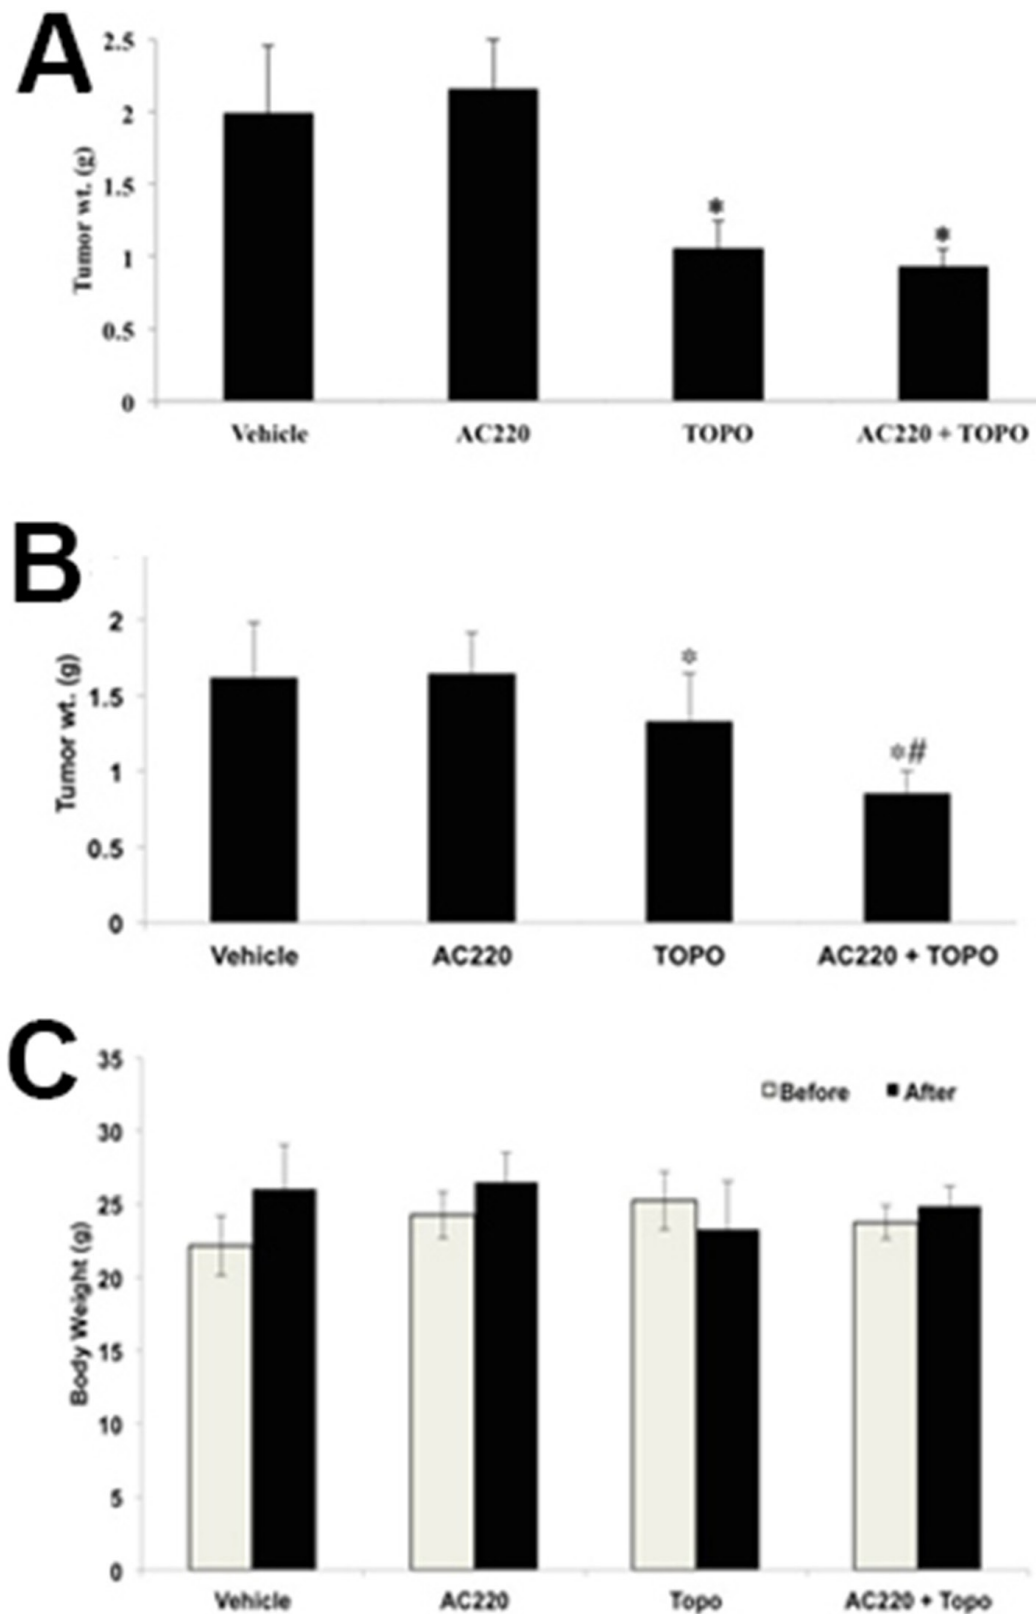 A
2.5
2
1.5
1
0.5
0
Tumor wt. (g)
*
*
Vehicle AC220 TOPO AC220 + TOPO
B
2
1.5
1
0.5
0
Tumor wt. (g)
*
*#
Vehicle AC220 TOPO AC220 + TOPO
C
35
30
25
20
15
10
5
0
Body Weight (g)
Before After
Vehicle AC220 Topo AC220 + Topo